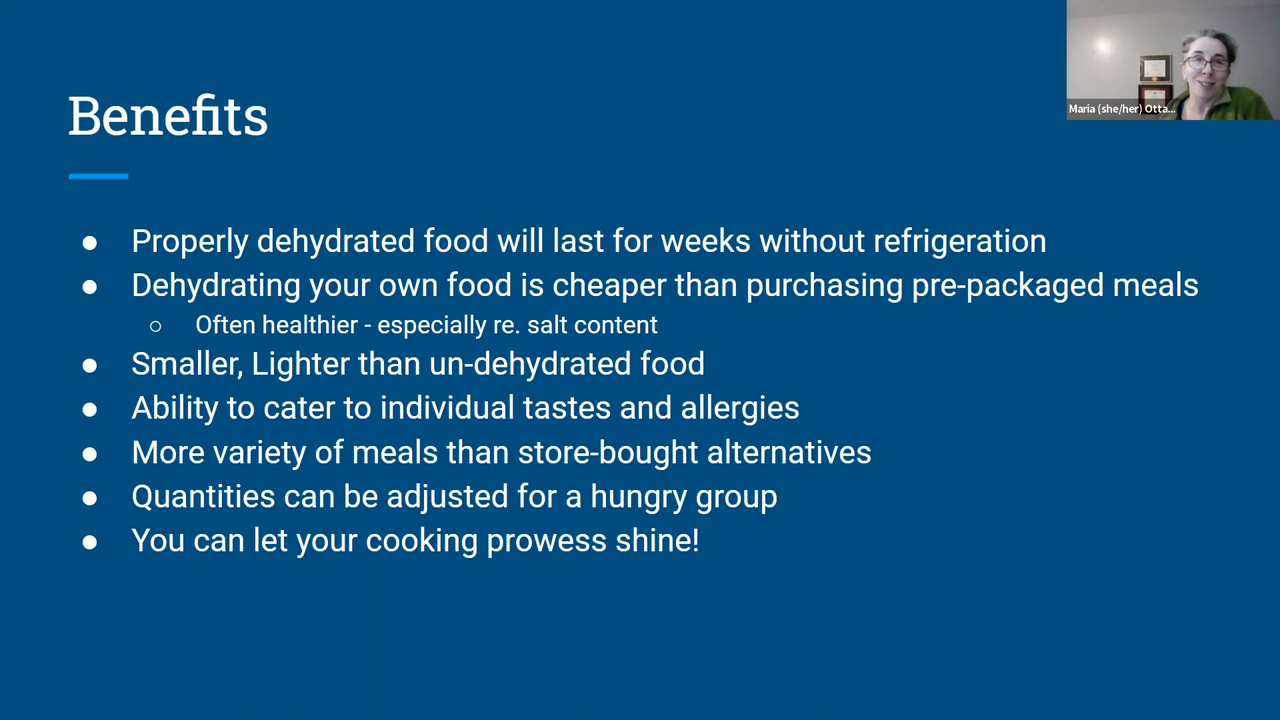 Benefits
Maria (she/her) Otta...
● Properly dehydrated food will last for weeks without refrigeration
● Dehydrating your own food is cheaper than purchasing pre-packaged meals
○ Often healthier - especially re. salt content
● Smaller, Lighter than un-dehydrated food
● Ability to cater to individual tastes and allergies
● More variety of meals than store-bought alternatives
● Quantities can be adjusted for a hungry group
● You can let your cooking prowess shine!